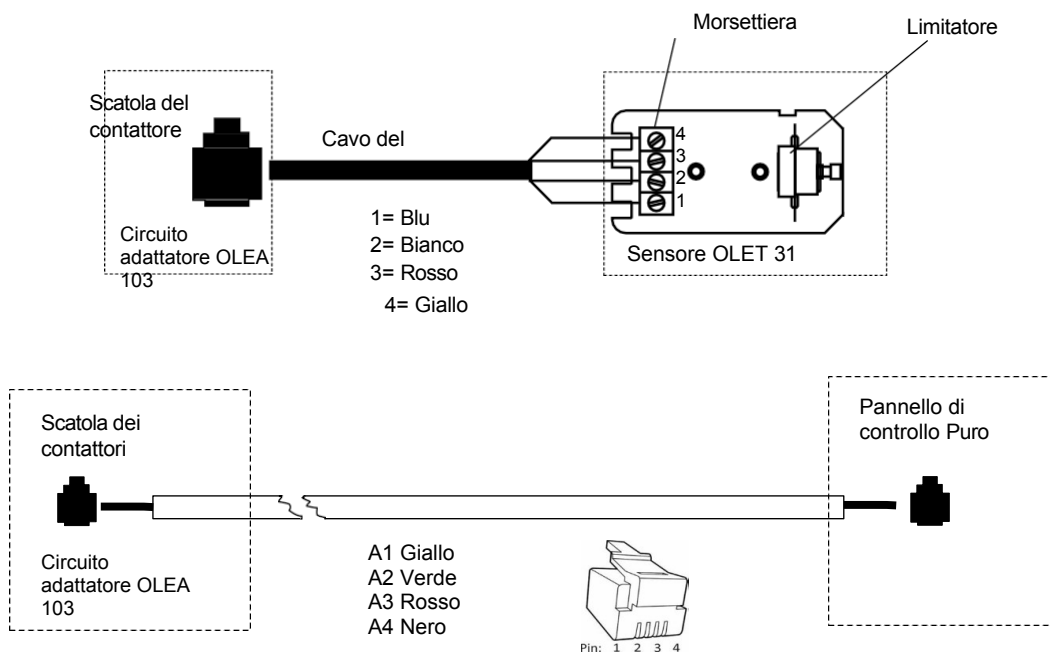 Morsettiera
Limitatore
Scatola del
contattore
Cavo del
4
3
2
1
1= Blu
2= Bianco
3= Rosso
4= Giallo
Circuito
adattatore OLEA
103
Sensore OLET 31
Scatola dei
contattori
Pannello di
controllo Puro
Circuito
adattatore OLEA
103
A1 Giallo
A2 Verde
A3 Rosso
A4 Nero
Pin: 1 2 3 4